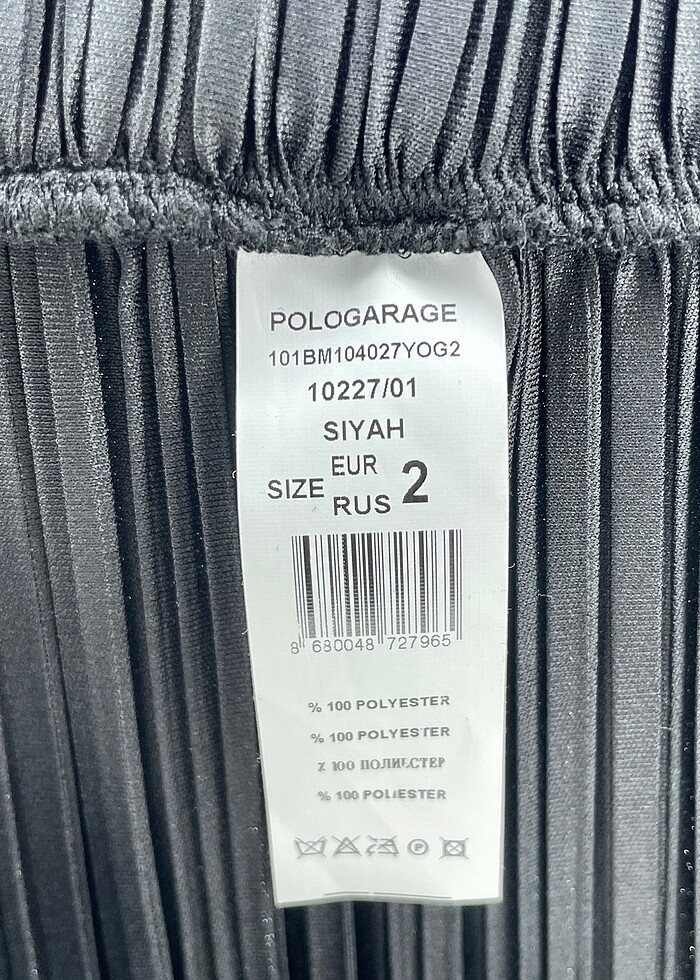 POLOGARAGE
101BM104027YOG2
10227/01
SIYAH
SIZE EUR RUS 2
8 680048 727965
% 100 POLYESTER
% 100 POLYESTER
% 100 ПОЛИЕСТЕР
% 100 POLIESTER
P